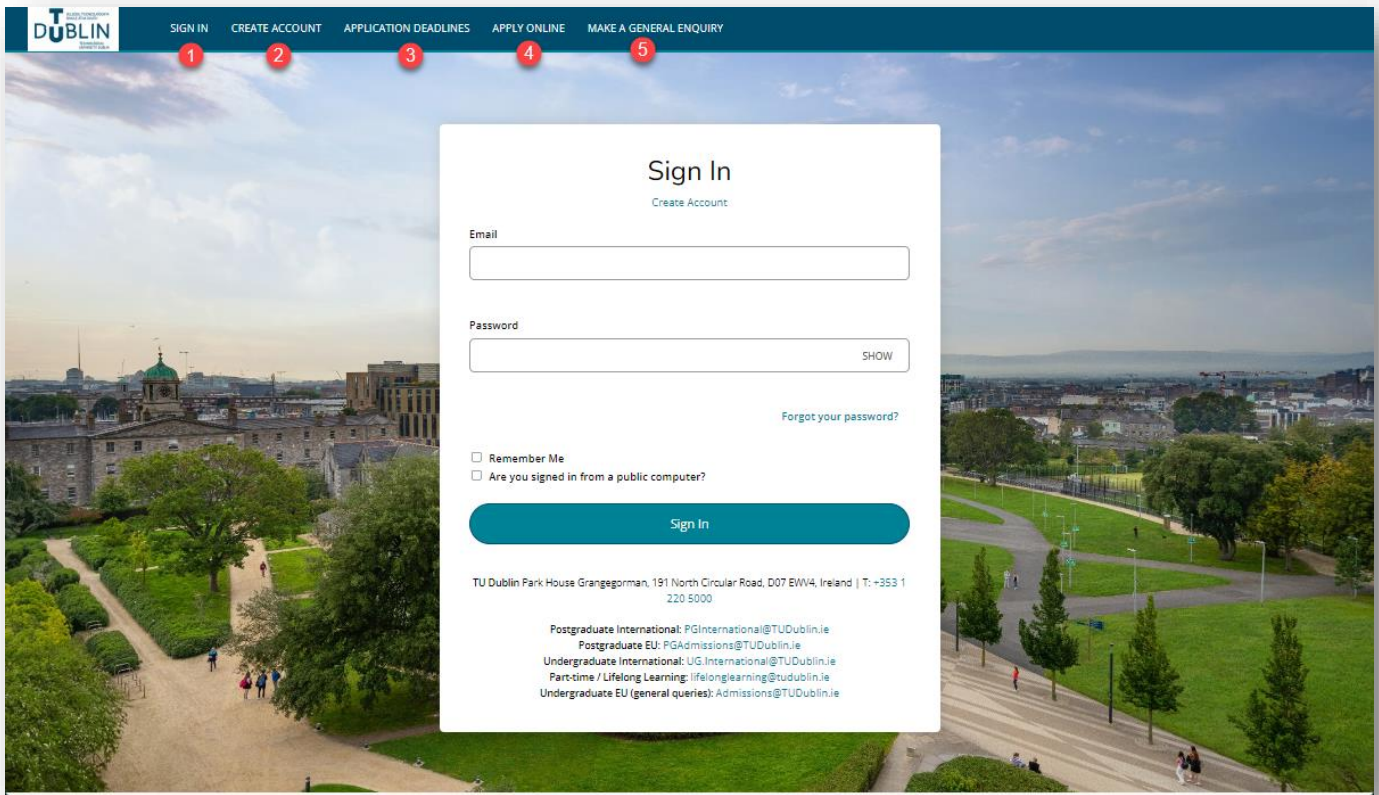 DUBLIN
SIGN IN CREATE ACCOUNT APPLICATION DEADLINES APPLY ONLINE MAKE A GENERAL ENQUIRY
1 2 3 4 5
Sign In
Create Account
Email
Password
SHOW
Forgot your password?
Remember Me
Are you signed in from a public computer?
Sign In
TU Dublin Park House Grangegorman, 191 North Circular Road, D07 EWV4, Ireland | T: +353 1
220 5000
Postgraduate International: PGInternational@TUDublin.ie
Postgraduate EU: PGAdmissions@TUDublin.ie
Undergraduate International: UG.International@TUDublin.ie
Part-time / Lifelong Learning: lifelonglearning@tudublin.ie
Undergraduate EU (general queries): Admissions@TUDublin.ie